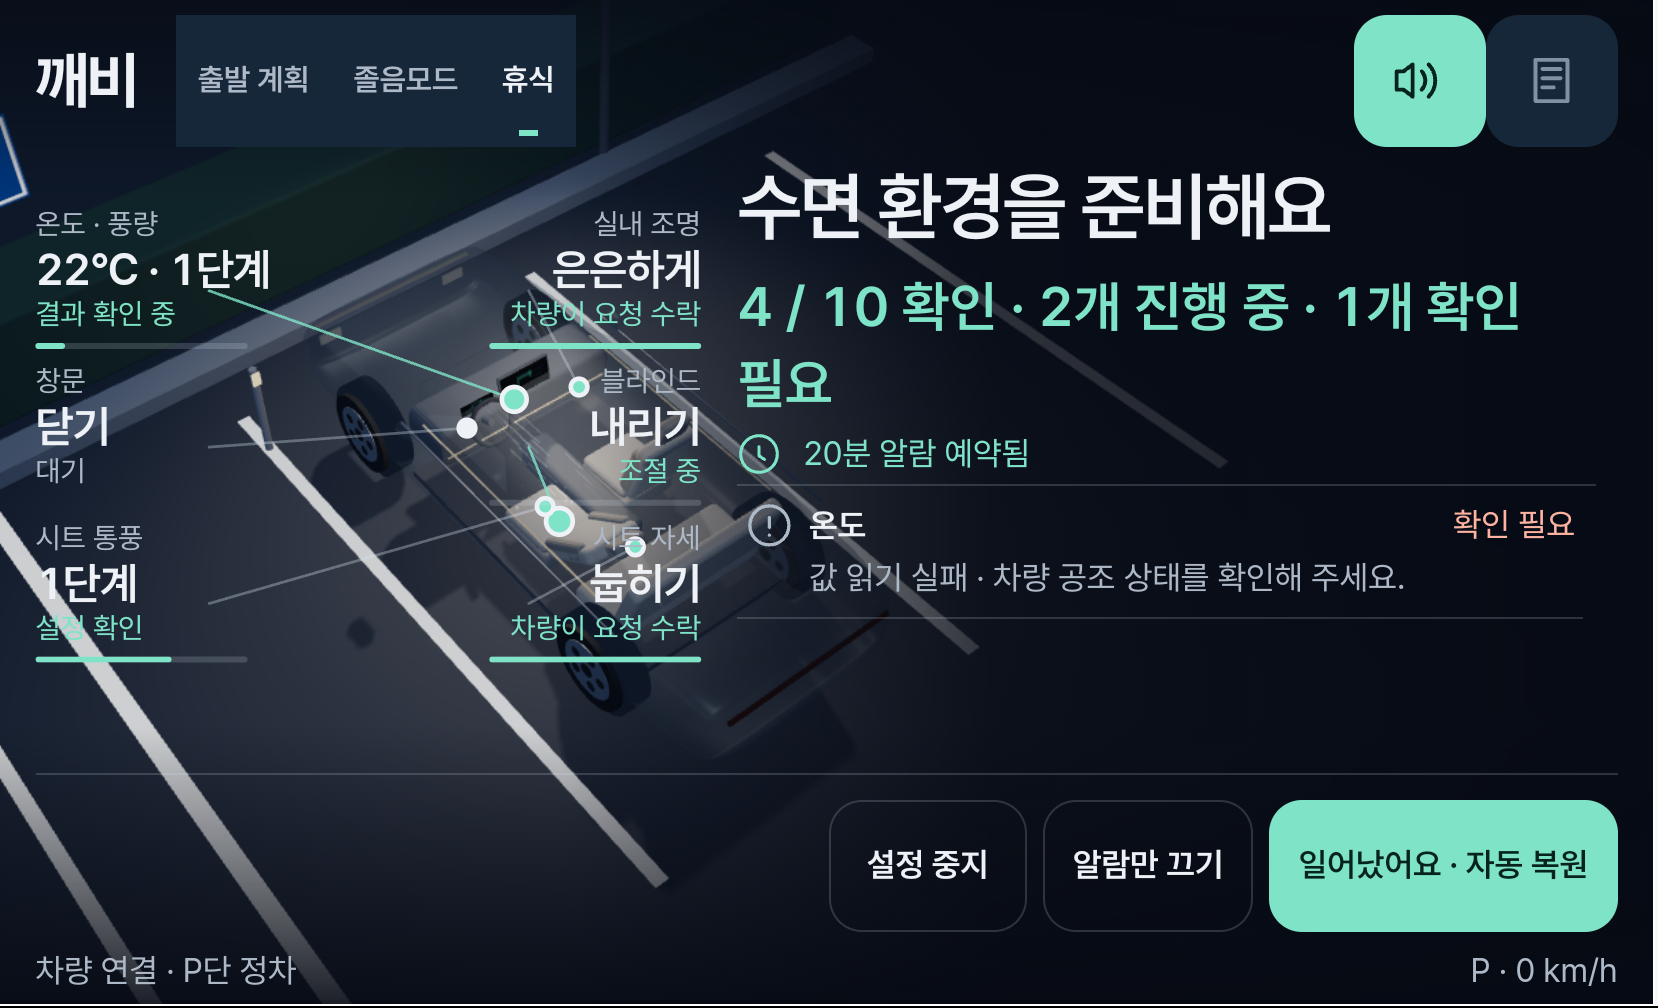 깨비
출발 계획 졸음모드 휴식
온도 · 풍량
22°C · 1단계
결과 확인 중
창문
닫기
대기
시트 통풍
1단계
설정 확인
실내 조명
은은하게
차량이 요청 수락
블라인드
내리기
조절 중
시트 자세
눕히기
차량이 요청 수락
수면 환경을 준비해요
4 / 10 확인 · 2개 진행 중 · 1개 확인
필요
20분 알람 예약됨
온도 확인 필요
값 읽기 실패 · 차량 공조 상태를 확인해 주세요.
설정 중지 알람만 끄기 일어났어요 · 자동 복원
차량 연결 · P단 정차 P · 0 km/h